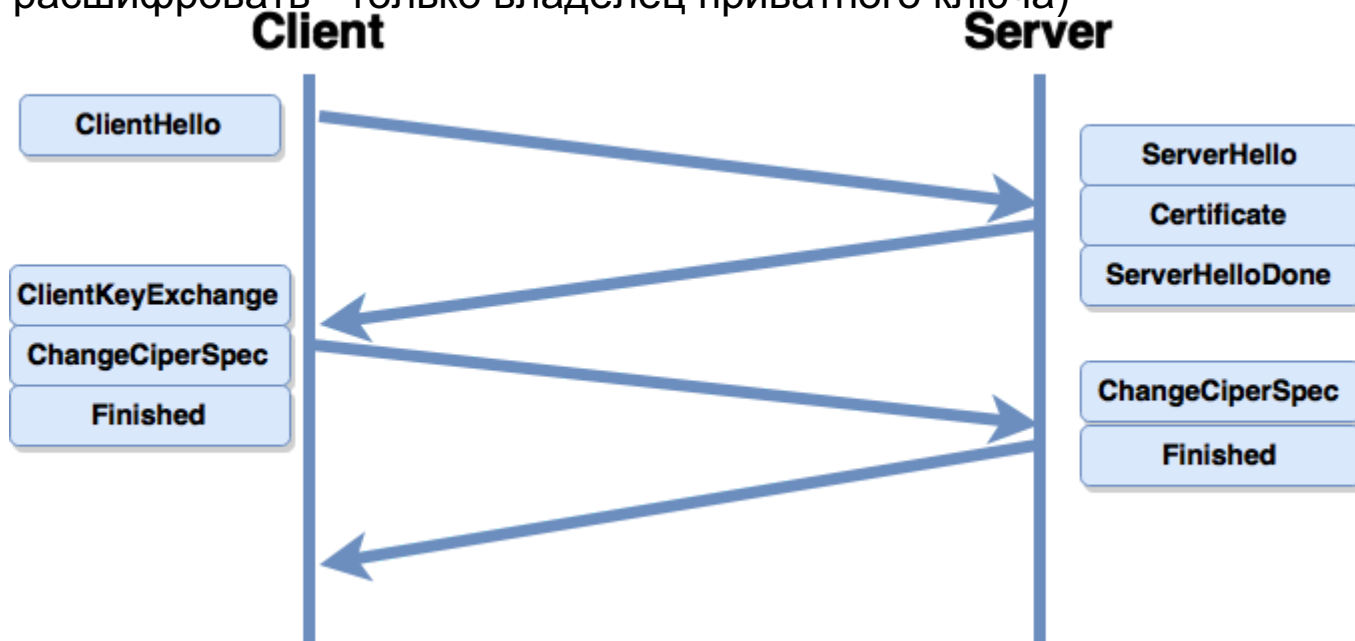 расшифровать - только владелец приватного ключа)
Client
Server
ClientHello
ServerHello
Certificate
ServerHelloDone
ClientKeyExchange
ChangeCiperSpec
Finished
ChangeCiperSpec
Finished